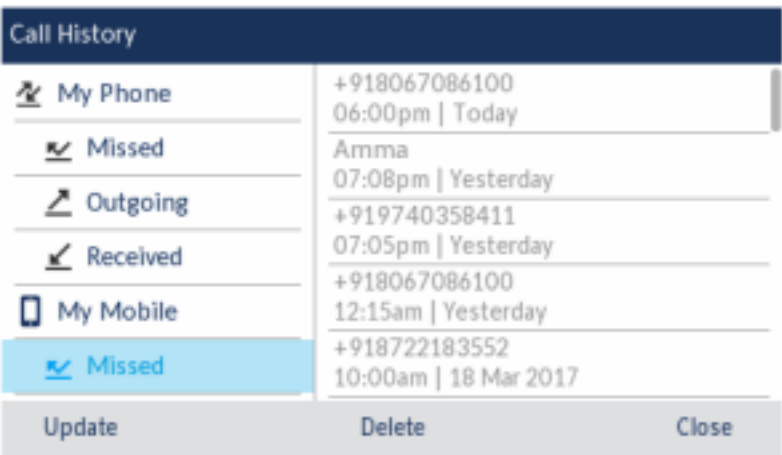 Call History
My Phone
Missed
Outgoing
Received
My Mobile
Missed
+918067086100
06:00pm | Today
Amma
07:08pm | Yesterday
+919740358411
07:05pm | Yesterday
+918067086100
12:15am | Yesterday
+918722183552
10:00am | 18 Mar 2017
Update
Delete
Close